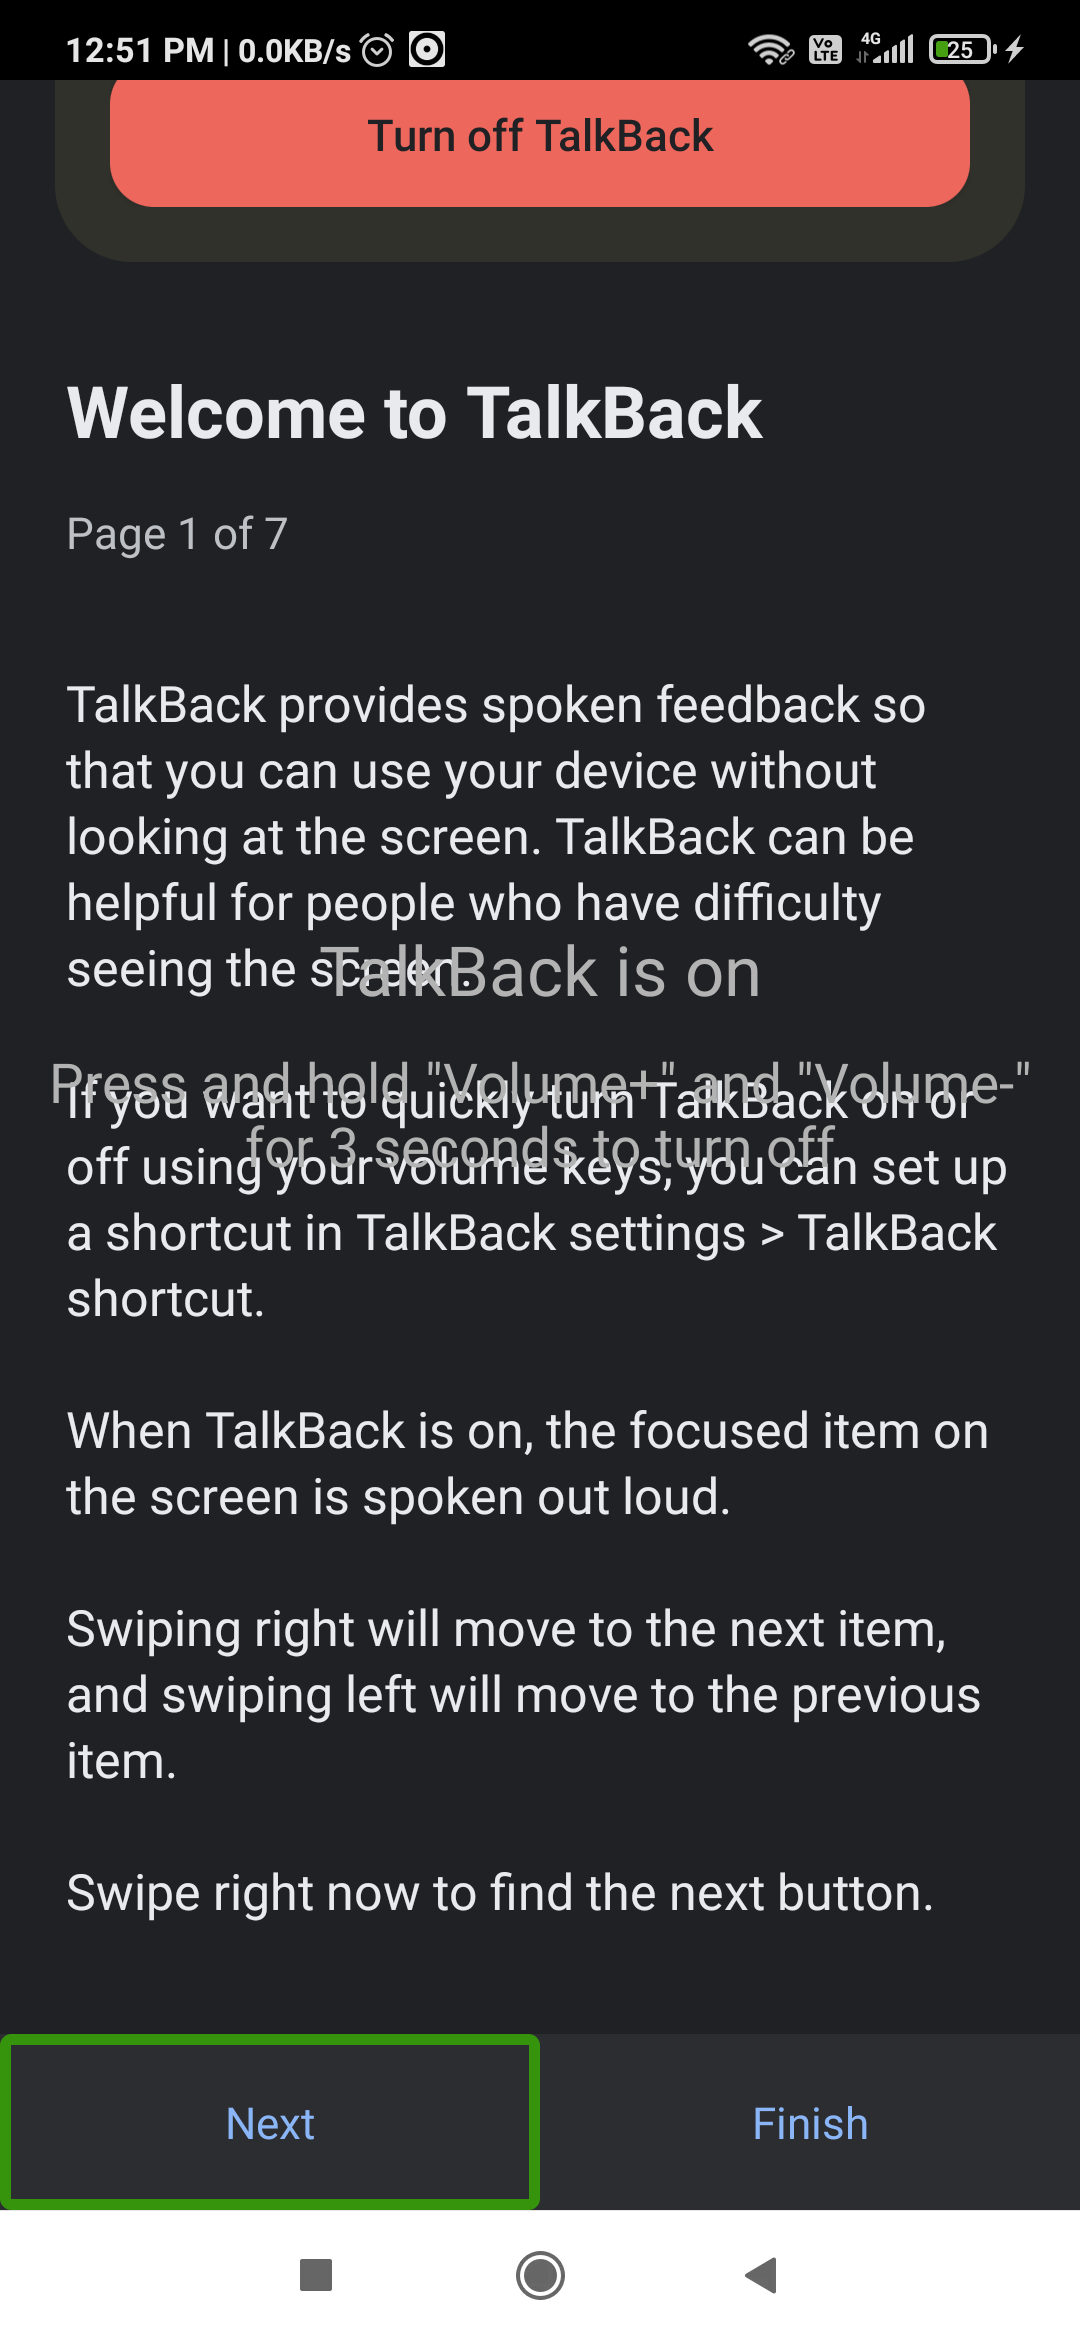 12:51 PM | 0.0KB/s Vo LTE 4G 25
Turn off TalkBack
Welcome to TalkBack
Page 1 of 7
TalkBack provides spoken feedback so
that you can use your device without
looking at the screen. TalkBack can be
helpful for people who have difficulty
seeing the screen.
TalkBack is on
Press and hold "Volume+" and "Volume-"
for 3 seconds to turn off
If you want to quickly turn TalkBack on or
off using your volume keys, you can set up
a shortcut in TalkBack settings > TalkBack
shortcut.
When TalkBack is on, the focused item on
the screen is spoken out loud.
Swiping right will move to the next item,
and swiping left will move to the previous
item.
Swipe right now to find the next button.
Next
Finish